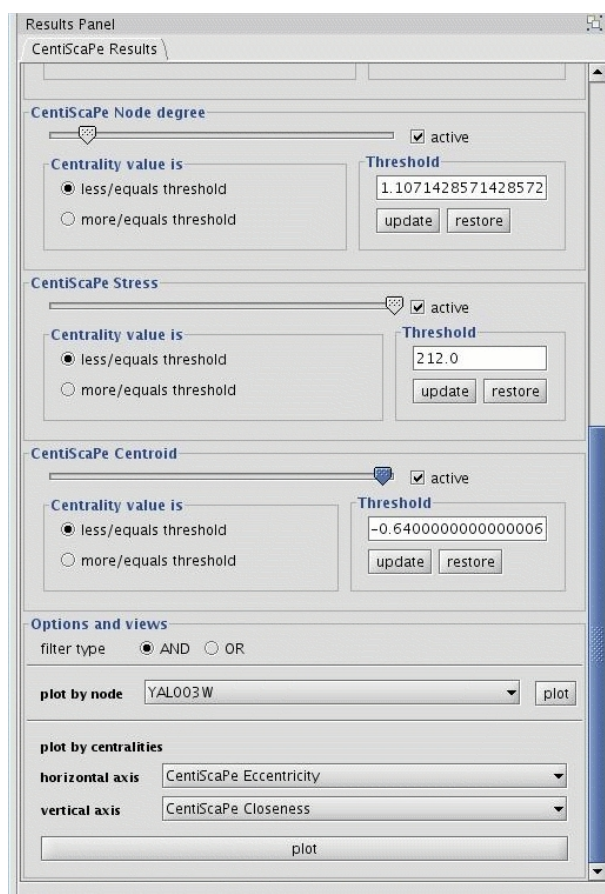 Results Panel
CentiScaPe Results
CentiScaPe Node degree
active
Centrality value is
Threshold
less/equals threshold
1.1071428571428572
more/equals threshold
update restore
CentiScaPe Stress
active
Centrality value is
Threshold
less/equals threshold
212.0
more/equals threshold
update restore
CentiScaPe Centroid
active
Centrality value is
Threshold
less/equals threshold
-0.6400000000000006
more/equals threshold
update restore
Options and views
filter type AND OR
plot by node YAL003W plot
plot by centralities
horizontal axis CentiScaPe Eccentricity
vertical axis CentiScaPe Closeness
plot